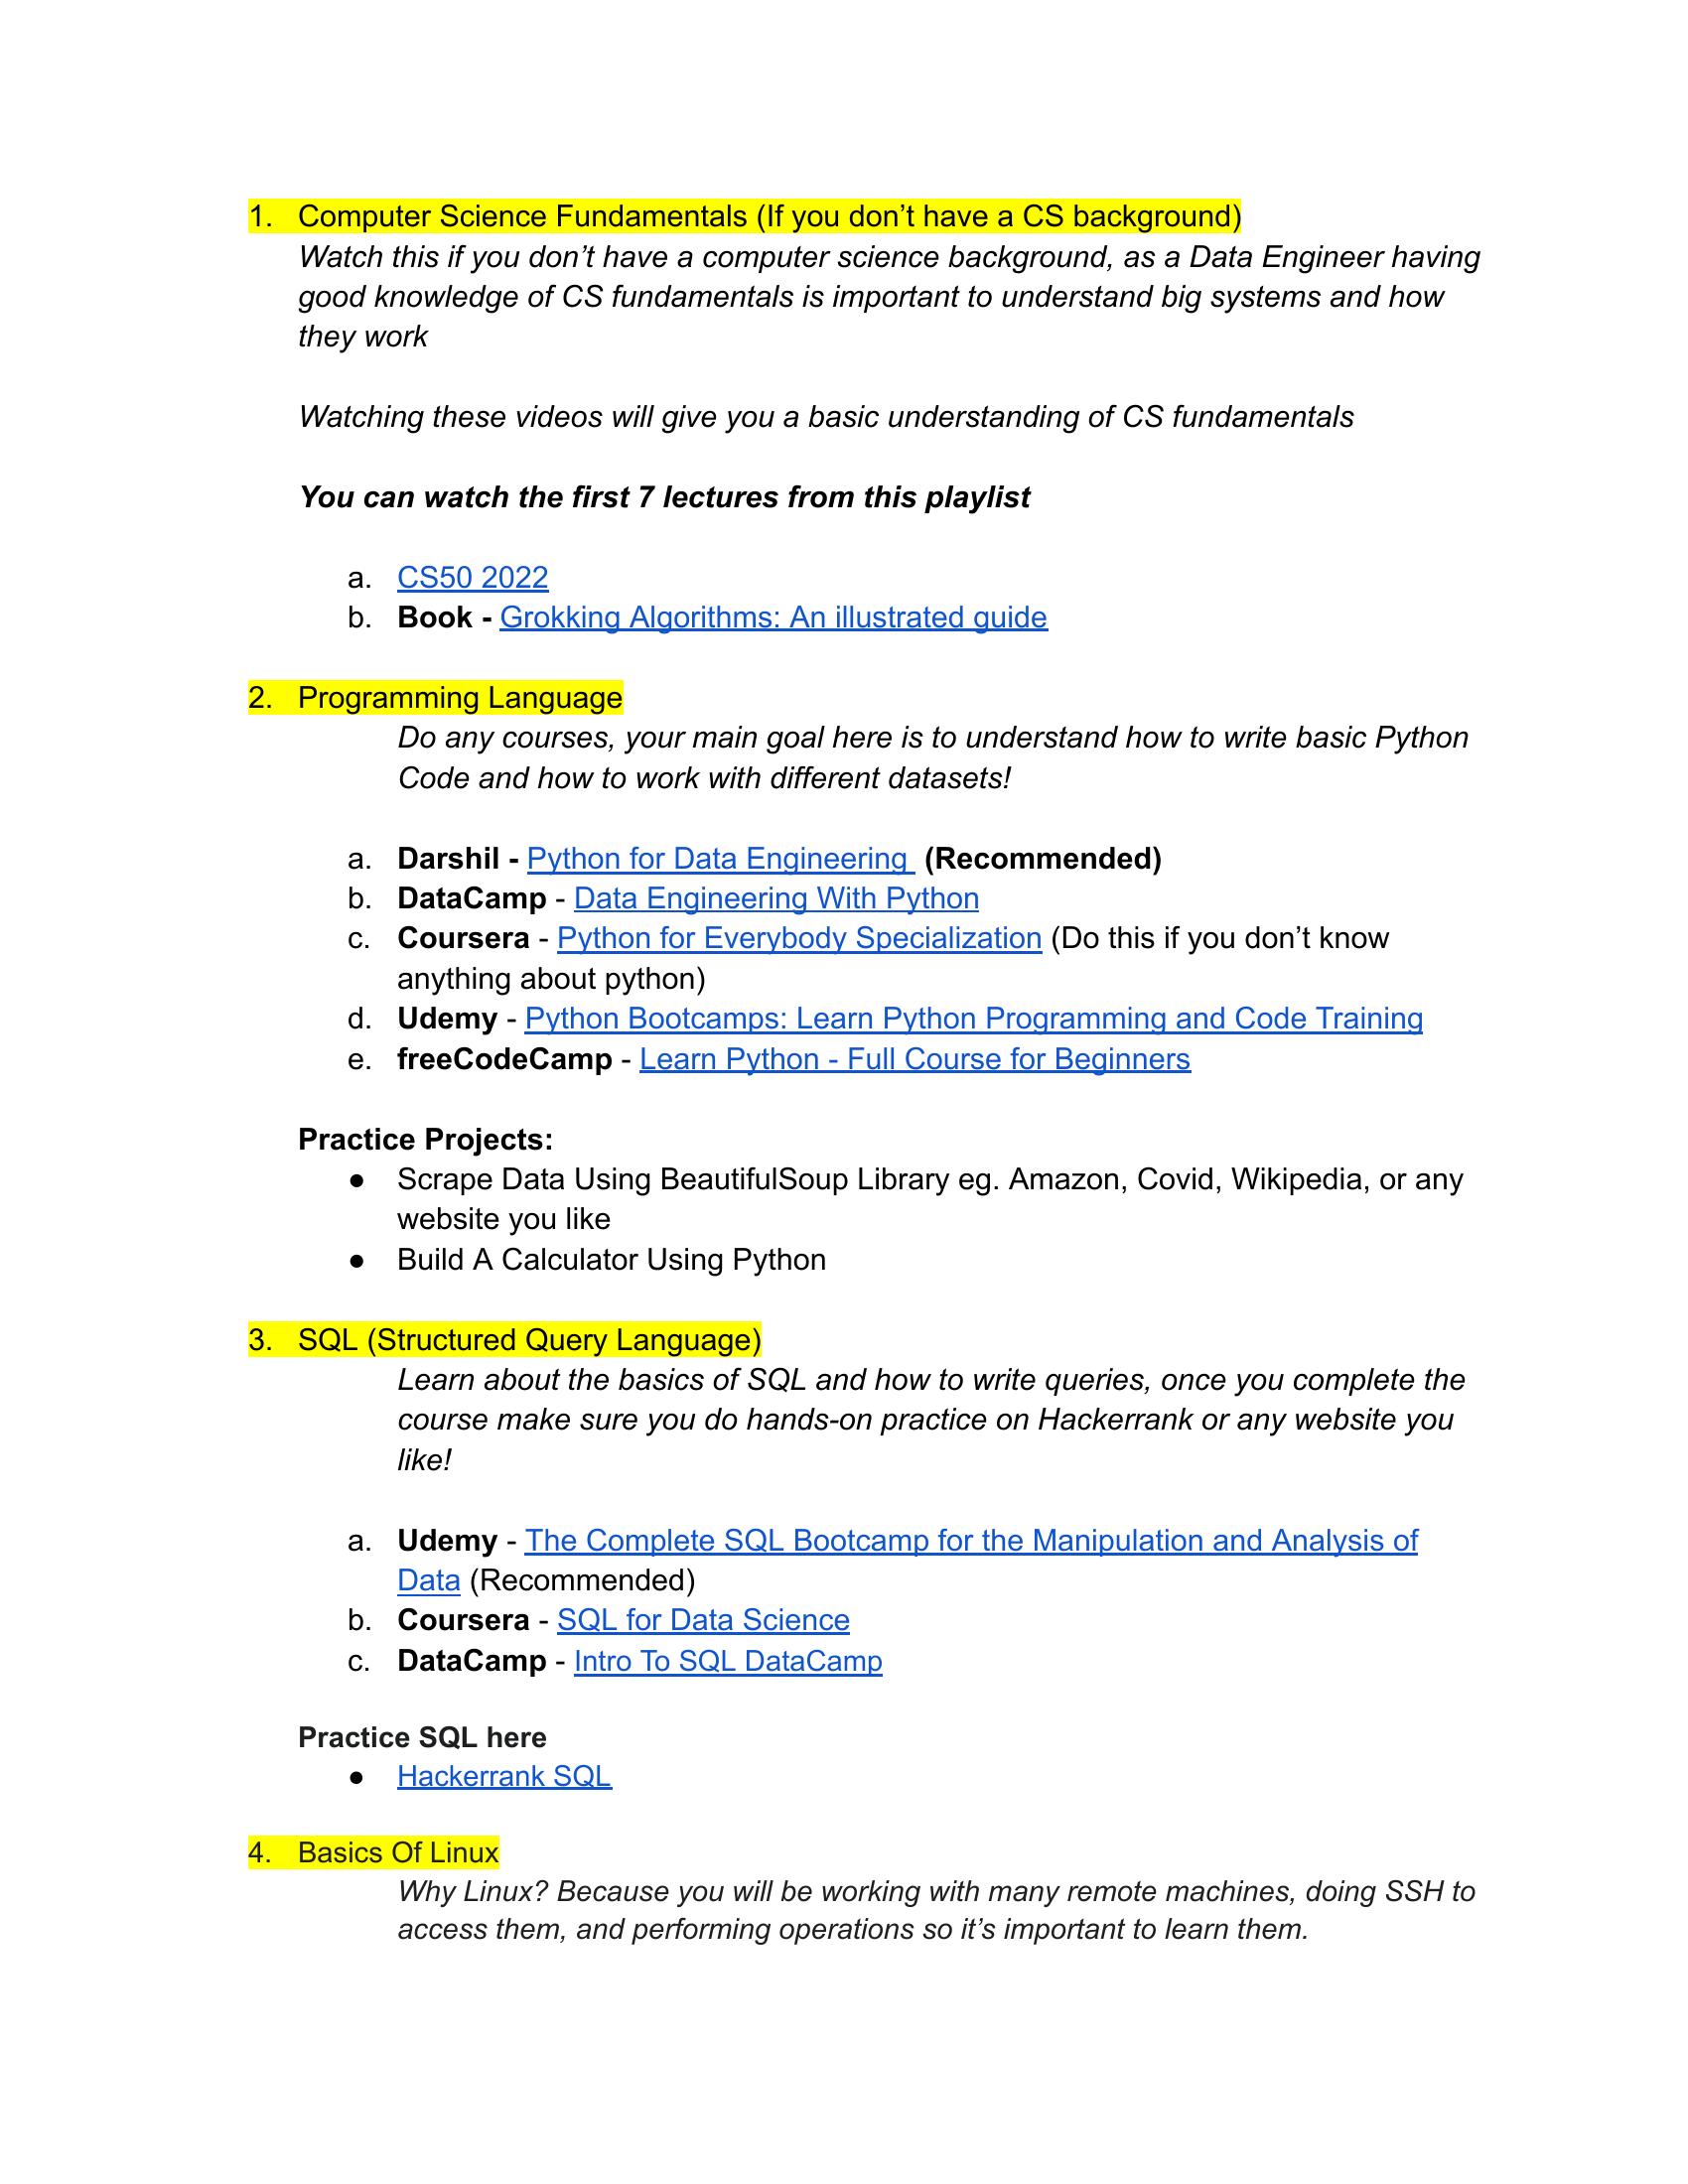 1. Computer Science Fundamentals (If you don’t have a CS background)
Watch this if you don’t have a computer science background, as a Data Engineer having
good knowledge of CS fundamentals is important to understand big systems and how
they work
Watching these videos will give you a basic understanding of CS fundamentals
You can watch the first 7 lectures from this playlist
a. CS50 2022
b. Book - Grokking Algorithms: An illustrated guide
2. Programming Language
Do any courses, your main goal here is to understand how to write basic Python
Code and how to work with different datasets!
a. Darshil - Python for Data Engineering (Recommended)
b. DataCamp - Data Engineering With Python
c. Coursera - Python for Everybody Specialization (Do this if you don’t know
anything about python)
d. Udemy - Python Bootcamps: Learn Python Programming and Code Training
e. freeCodeCamp - Learn Python - Full Course for Beginners
Practice Projects:
● Scrape Data Using BeautifulSoup Library eg. Amazon, Covid, Wikipedia, or any
website you like
● Build A Calculator Using Python
3. SQL (Structured Query Language)
Learn about the basics of SQL and how to write queries, once you complete the
course make sure you do hands-on practice on Hackerrank or any website you
like!
a. Udemy - The Complete SQL Bootcamp for the Manipulation and Analysis of
Data (Recommended)
b. Coursera - SQL for Data Science
c. DataCamp - Intro To SQL DataCamp
Practice SQL here
● Hackerrank SQL
4. Basics Of Linux
Why Linux? Because you will be working with many remote machines, doing SSH to
access them, and performing operations so it’s important to learn them.